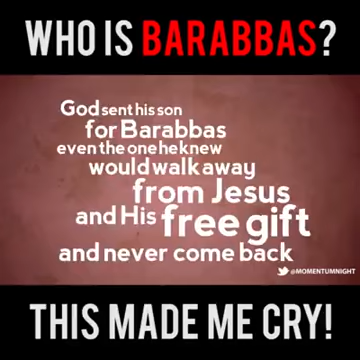 WHO IS BARABBAS?
God sent his son
for Barabbas
even the one he knew
would walk away
from Jesus
and His free gift
and never come back
@MOMENTUMNIGHT
THIS MADE ME CRY!